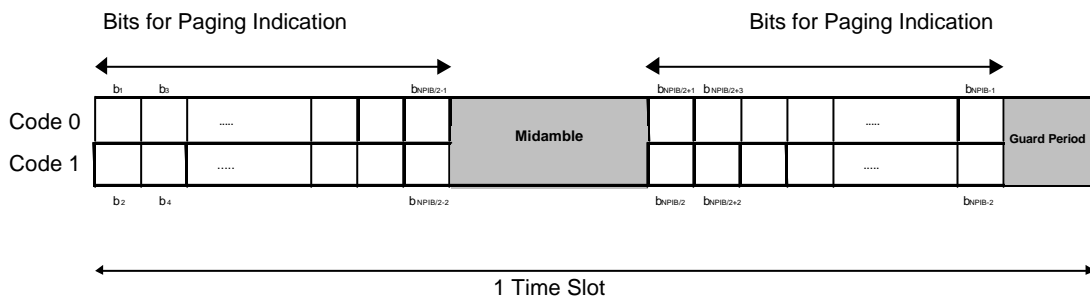 Bits for Paging Indication Bits for Paging Indication
b1 b3 bNPIB/2-1 bNPIB/2+1 bNPIB/2+3 bNPIB-1
Code 0 ..... Midamble ..... Guard Period
Code 1 ..... .....
b2 b4 bNPIB/2-2 bNPIB/2 bNPIB/2+2 bNPIB-2
1 Time Slot